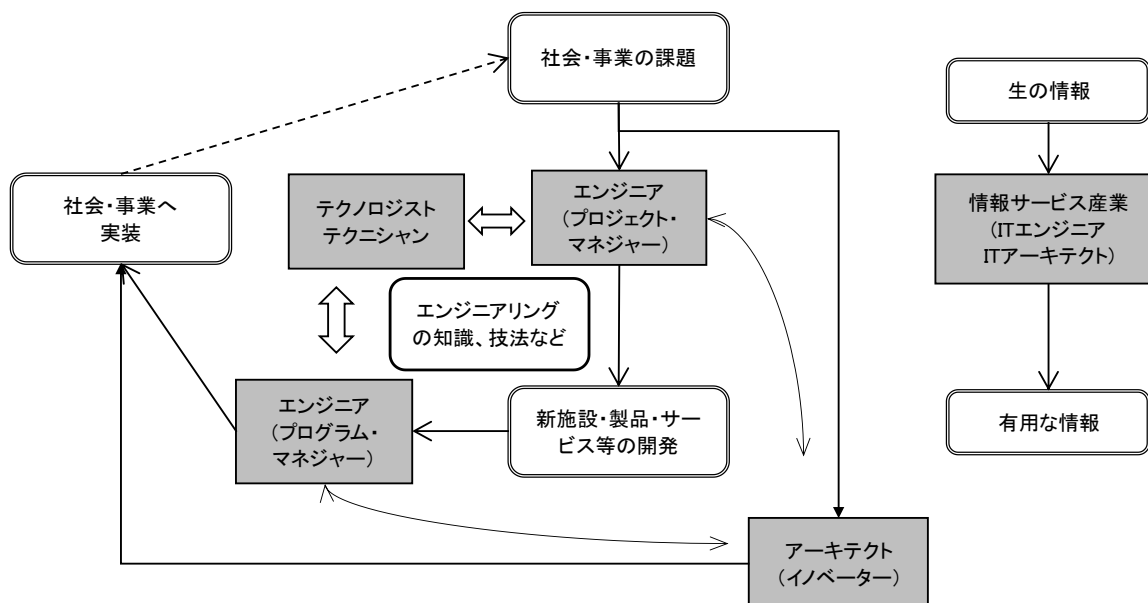 社会・事業の課題
生の情報
社会・事業へ
実装
テクノロジスト
テクニシャン
エンジニア
（プロジェクト・
マネジャー）
情報サービス産業
（ITエンジニア
ITアーキテクト）
エンジニアリング
の知識、技法など
エンジニア
（プログラム・
マネジャー）
新施設・製品・サー
ビス等の開発
有用な情報
アーキテクト
（イノベーター）